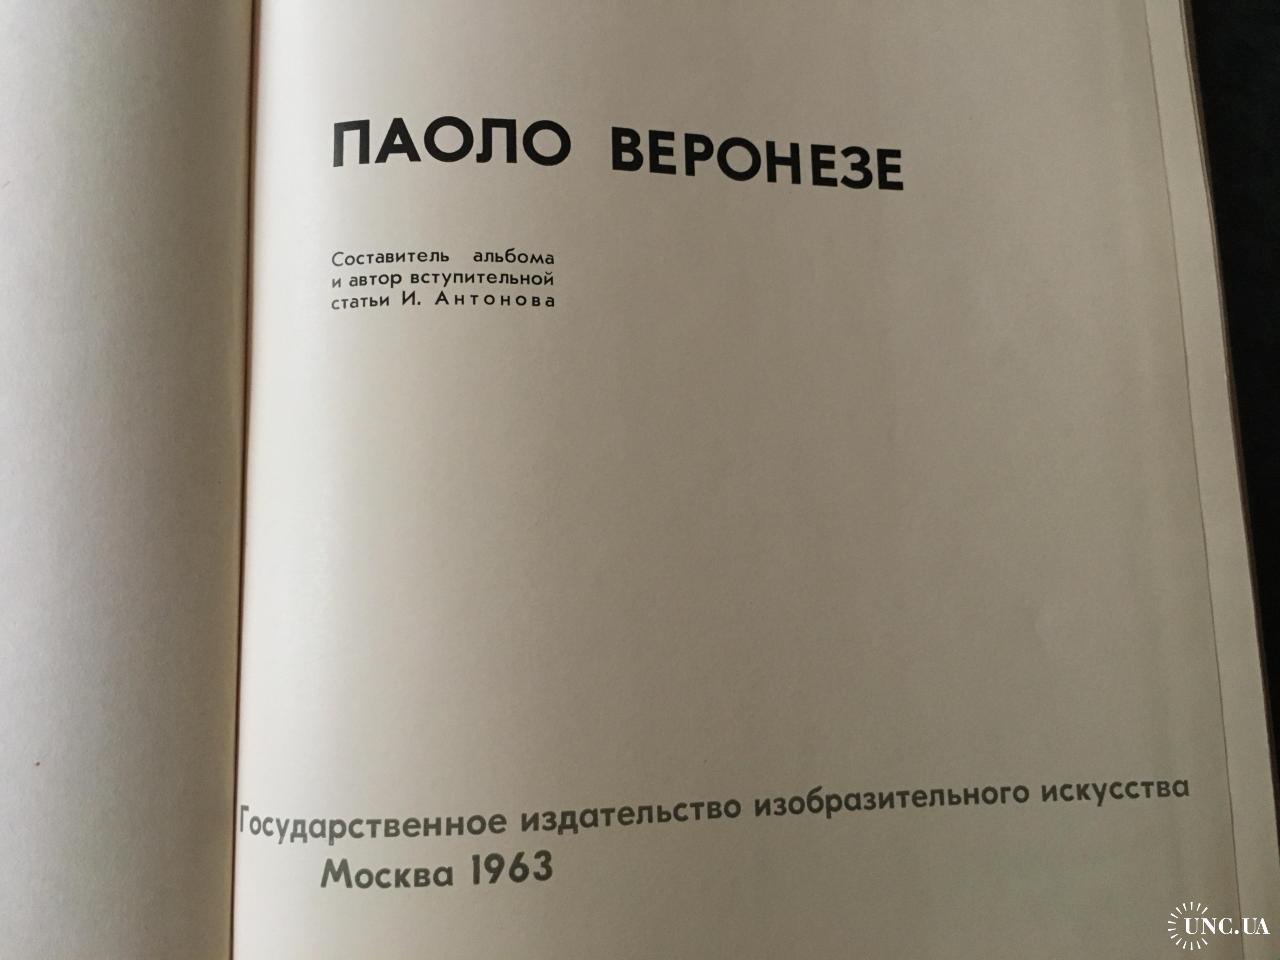 ПАОЛО ВЕРОНЕЗЕ
Составитель альбома
и автор вступительной
статьи И. Антонова
Государственное издательство изобразительного искусства
Москва 1963
UNC.UA